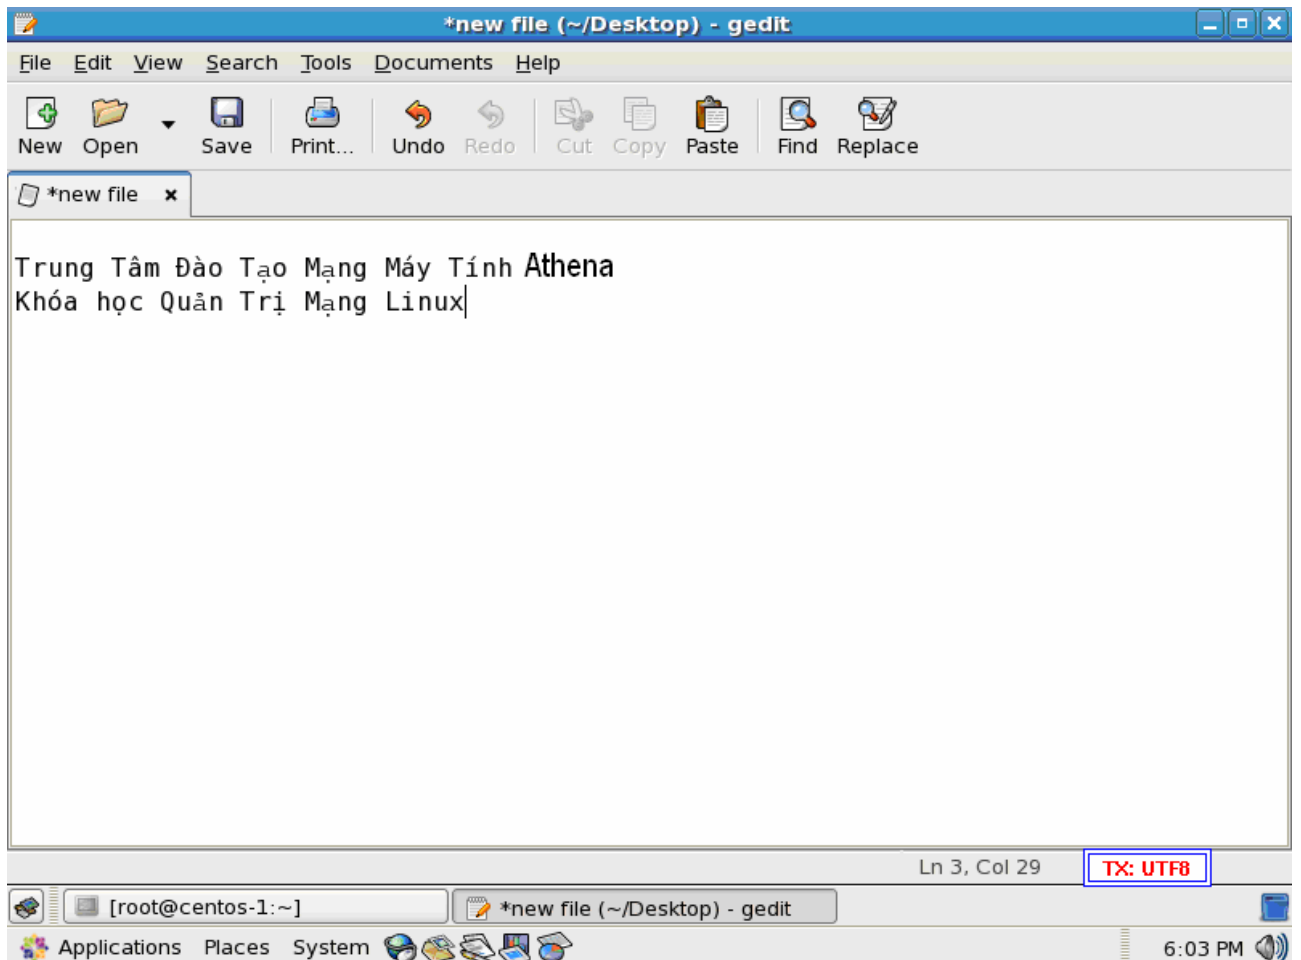 *new file (~/Desktop) - gedit
File Edit View Search Tools Documents Help
New Open Save Print... Undo Redo Cut Copy Paste Find Replace
*new file
Trung Tâm Đào Tạo Mạng Máy Tính Athena
Khóa học Quản Trị Mạng Linux
Ln 3, Col 29 TX: UTF8
[root@centos-1:~] *new file (~/Desktop) - gedit
Applications Places System 6:03 PM